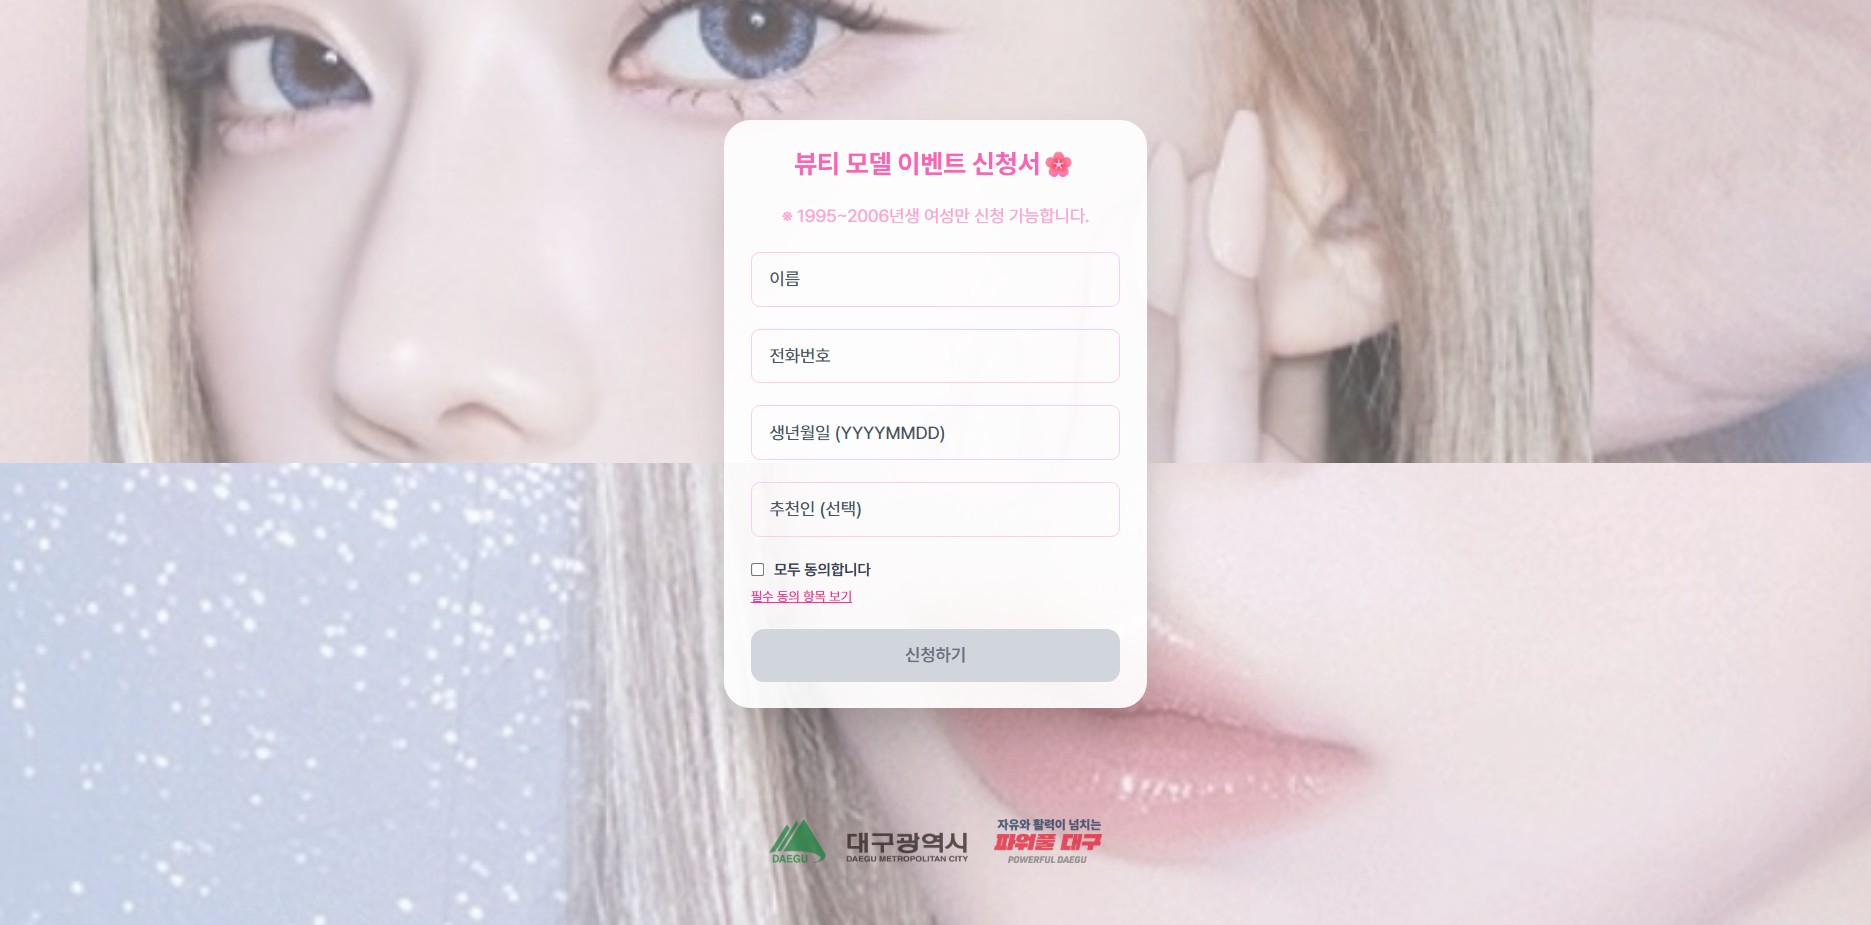 뷰티 모델 이벤트 신청서🌸
※ 1995~2006년생 여성만 신청 가능합니다.
이름
전화번호
생년월일 (YYYYMMDD)
추천인 (선택)
모두 동의합니다
필수 동의 항목 보기
신청하기
DAEGU
대구광역시
DAEGU METROPOLITAN CITY
자유와 활력이 넘치는
파워풀 대구
POWERFUL DAEGU